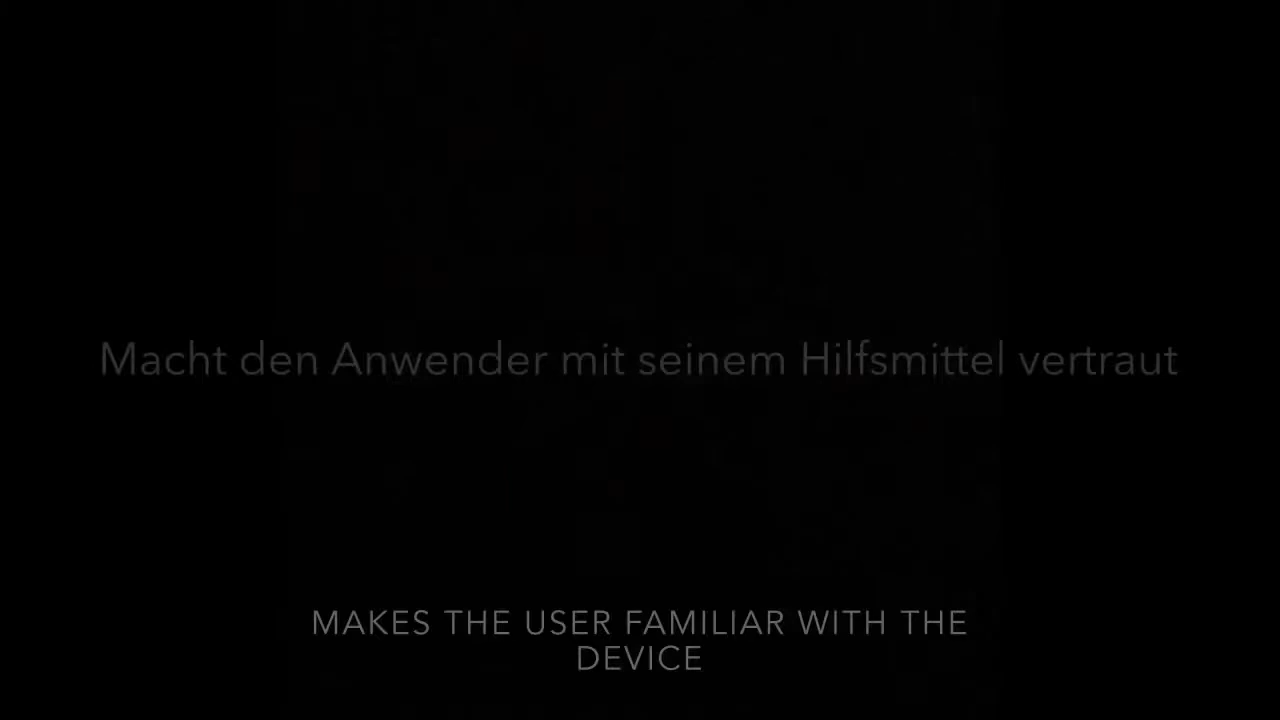 Macht den Anwender mit seinem Hilfsmittel vertraut
MAKES THE USER FAMILIAR WITH THE
DEVICE